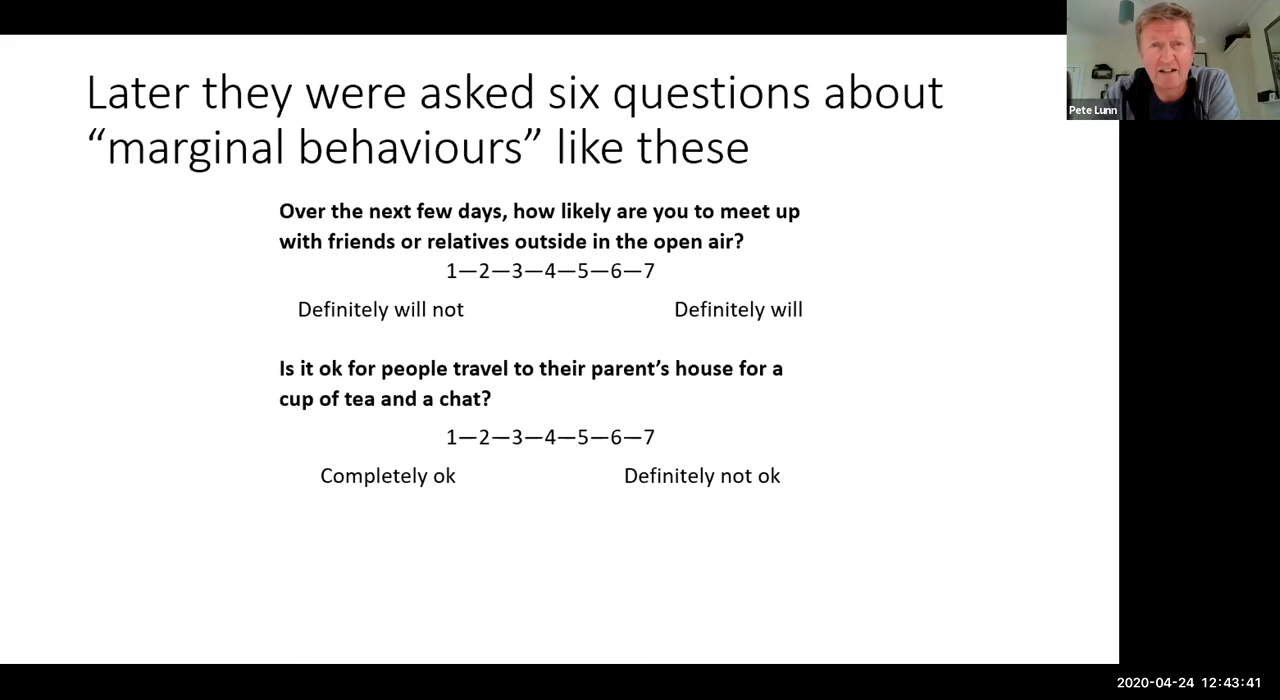 Later they were asked six questions about
“marginal behaviours” like these
Pete Lunn
Over the next few days, how likely are you to meet up
with friends or relatives outside in the open air?
1—2—3—4—5—6—7
Definitely will not Definitely will
Is it ok for people travel to their parent’s house for a
cup of tea and a chat?
1—2—3—4—5—6—7
Completely ok Definitely not ok
2020-04-24 12:43:41